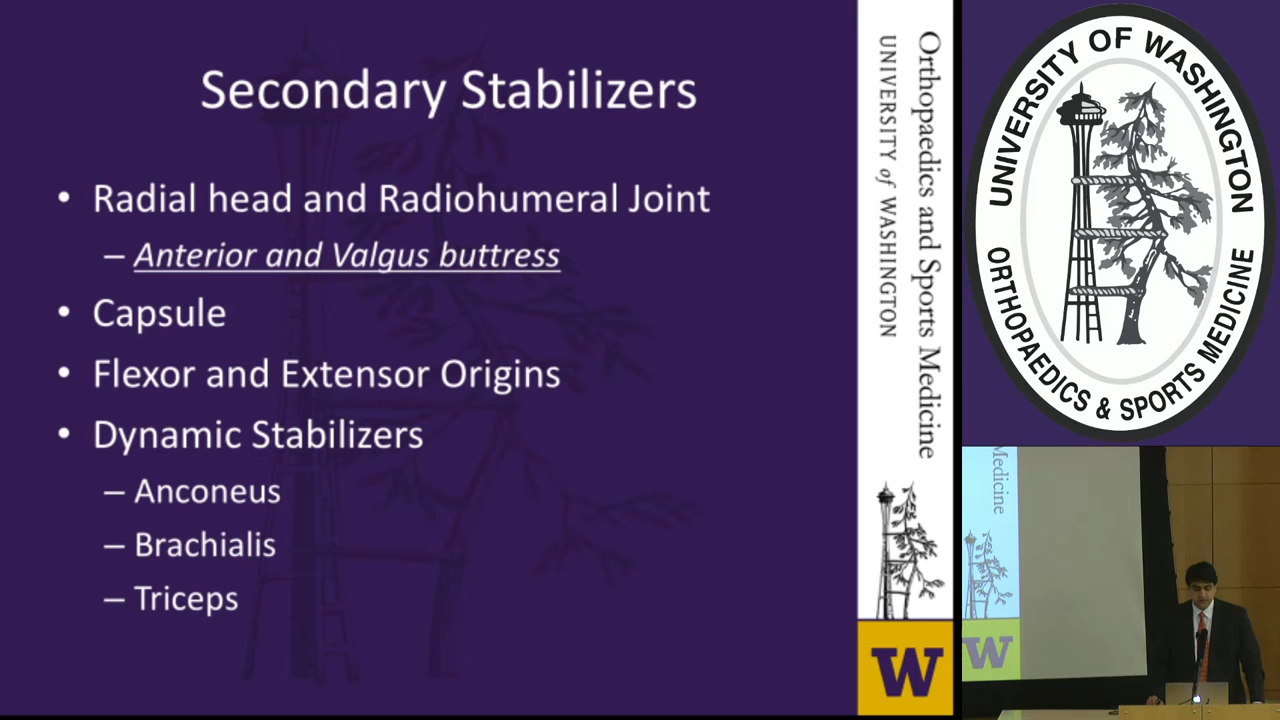 Secondary Stabilizers
• Radial head and Radiohumeral Joint
– Anterior and Valgus buttress
• Capsule
• Flexor and Extensor Origins
• Dynamic Stabilizers
– Anconeus
– Brachialis
– Triceps
Orthopaedics and Sports Medicine
UNIVERSITY of WASHINGTON
W
UNIVERSITY OF WASHINGTON
ORTHOPAEDICS & SPORTS MEDICINE
Medicine
W